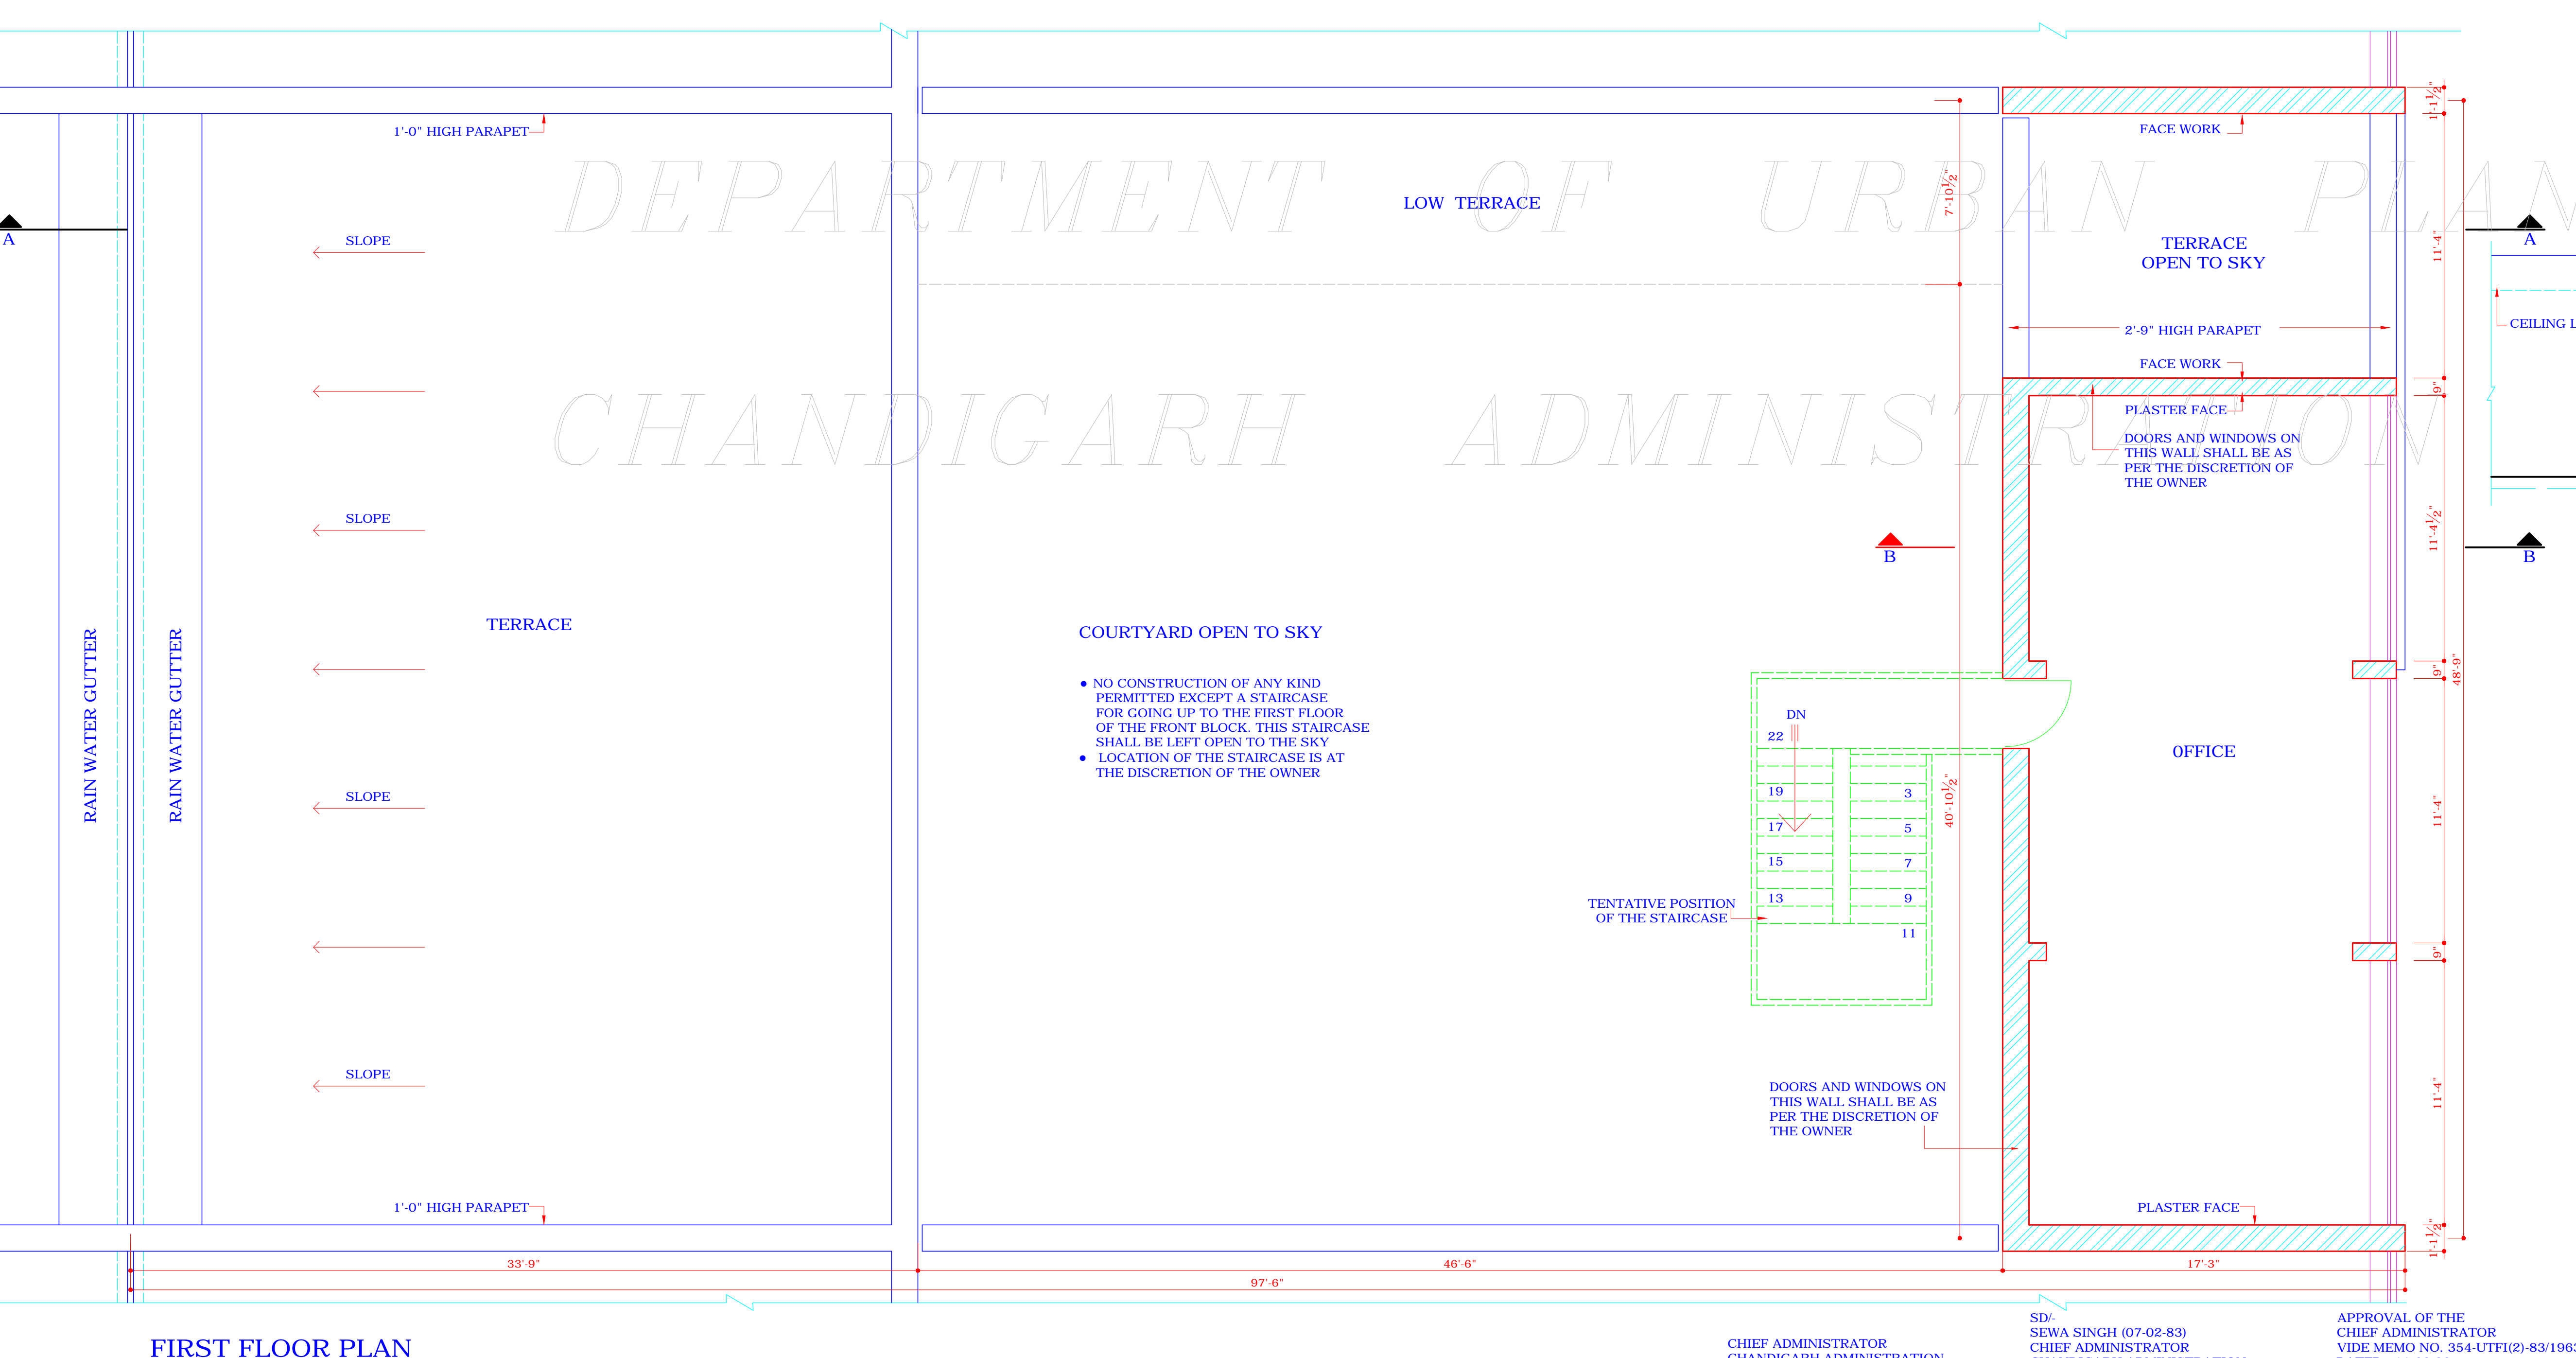 1'-0" HIGH PARAPET
FACE WORK
1'-1½"
DEPARTMENT OF URBAN PLAN
LOW TERRACE
7'-10½"
A
SLOPE
TERRACE
OPEN TO SKY
11'-4"
A
2'-9" HIGH PARAPET
CEILING L
FACE WORK
9"
CHANDIGARH ADMINISTRATION
PLASTER FACE
DOORS AND WINDOWS ON
THIS WALL SHALL BE AS
PER THE DISCRETION OF
THE OWNER
SLOPE
11'-4½"
B
B
TERRACE
COURTYARD OPEN TO SKY
RAIN WATER GUTTER
RAIN WATER GUTTER
● NO CONSTRUCTION OF ANY KIND
PERMITTED EXCEPT A STAIRCASE
FOR GOING UP TO THE FIRST FLOOR
OF THE FRONT BLOCK. THIS STAIRCASE
SHALL BE LEFT OPEN TO THE SKY
● LOCATION OF THE STAIRCASE IS AT
THE DISCRETION OF THE OWNER
9"
48'-9"
DN
22
0FFICE
SLOPE
19
3
40'-10½"
11'-4"
17
5
15
7
13
9
TENTATIVE POSITION
OF THE STAIRCASE
11
9"
SLOPE
DOORS AND WINDOWS ON
THIS WALL SHALL BE AS
PER THE DISCRETION OF
THE OWNER
11'-4"
1'-0" HIGH PARAPET
PLASTER FACE
1'-1½"
33'-9"
46'-6"
17'-3"
97'-6"
FIRST FLOOR PLAN
CHIEF ADMINISTRATOR
CHANDIGARH ADMINISTRATION
SD/-
SEWA SINGH (07-02-83)
CHIEF ADMINISTRATOR
APPROVAL OF THE
CHIEF ADMINISTRATOR
VIDE MEMO NO. 354-UTFI(2)-83/196